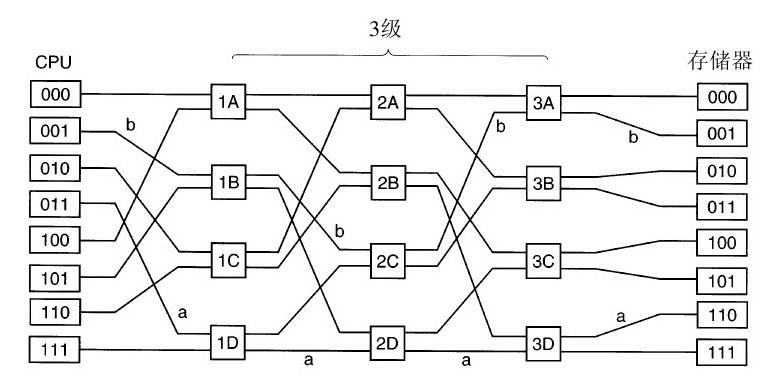 3级
CPU
存储器
000 1A 2A 3A 000
001 b b b 001
010 1B 2B 3B 010
011 011
100 b 1C 2C 3C 100
101 101
110 a a 110
111 1D a 2D a 3D 111